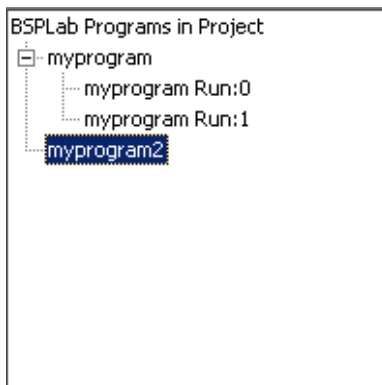 BSPLab Programs in Project
myprogram
myprogram Run:0
myprogram Run:1
myprogram2